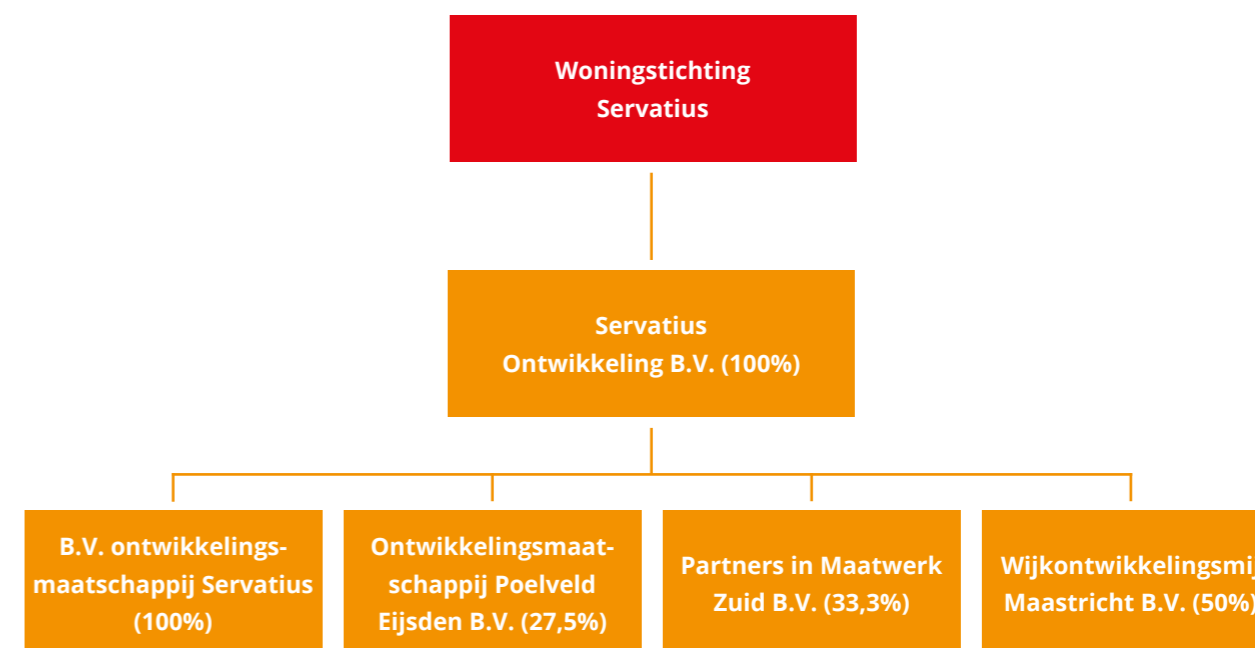 Woningstichting
Servatius
Servatius
Ontwikkeling B.V. (100%)
B.V. ontwikkelings-
maatschappij Servatius
(100%)
Ontwikkelingsmaat-
schappij Poelveld
Eijsden B.V. (27,5%)
Partners in Maatwerk
Zuid B.V. (33,3%)
Wijkontwikkelingsmij
Maastricht B.V. (50%)